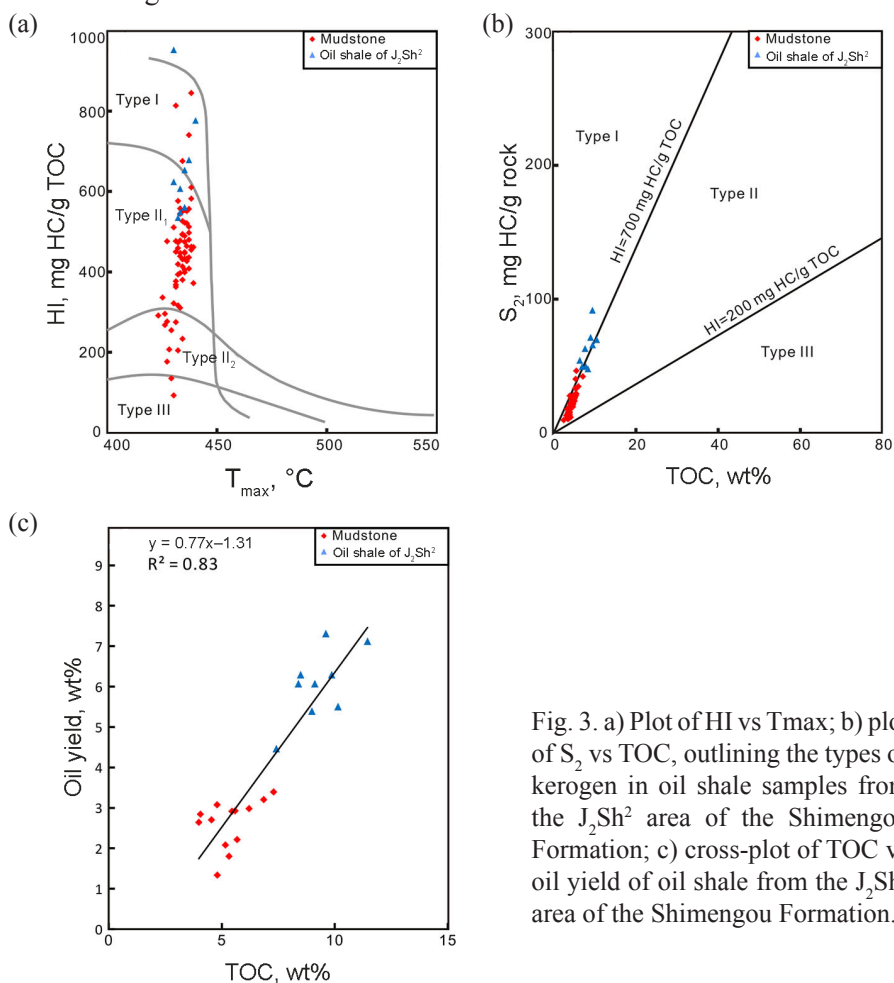 (a)
1000
800
600
400
200
0
HI, mg HC/g TOC
Mudstone
Oil shale of J₂Sh²
Type I
Type II₁
Type II₂
Type III
400
450
500
550
Tmax, °C
(b)
300
200
100
0
S₂, mg HC/g rock
Mudstone
Oil shale of J₂Sh²
Type I
HI=700 mg HC/g TOC
Type II
HI=200 mg HC/g TOC
Type III
0
20
40
60
80
TOC, wt%
(c)
y = 0.77x–1.31
R² = 0.83
Mudstone
Oil shale of J₂Sh²
9
8
7
6
5
4
3
2
1
0
Oil yield, wt%
0
5
10
15
TOC, wt%
Fig. 3. a) Plot of HI vs Tmax; b) plo
of S₂ vs TOC, outlining the types o
kerogen in oil shale samples from
the J₂Sh² area of the Shimengou
Formation; c) cross-plot of TOC v
oil yield of oil shale from the J₂Sh
area of the Shimengou Formation.